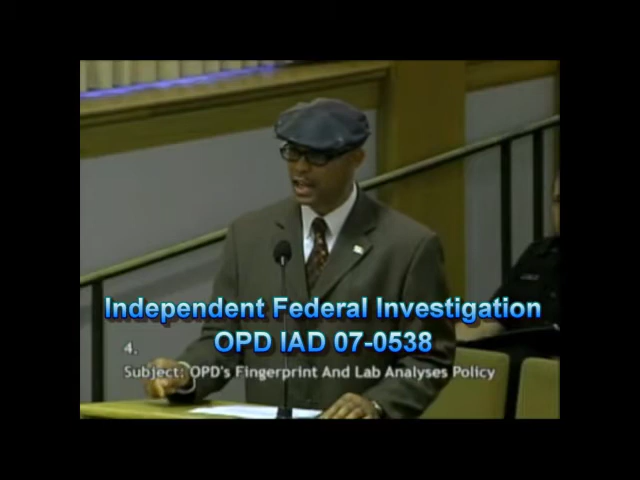 Independent Federal Investigation
OPD IAD 07-0538
4.
Subject: OPD's Fingerprint And Lab Analyses Policy